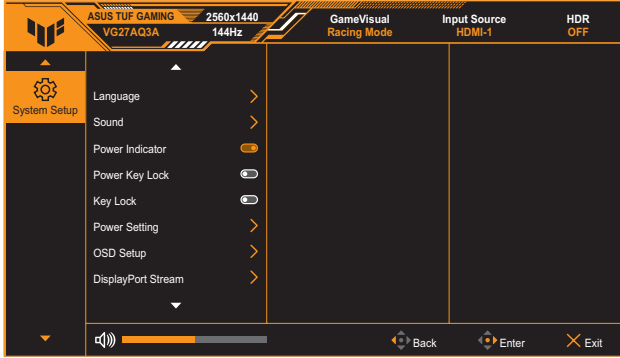 ASUS TUF GAMING 2560x1440 GameVisual Input Source HDR
VG27AQ3A 144Hz Racing Mode HDMI-1 OFF
System Setup
Language
Sound
Power Indicator
Power Key Lock
Key Lock
Power Setting
OSD Setup
DisplayPort Stream
Back Enter Exit